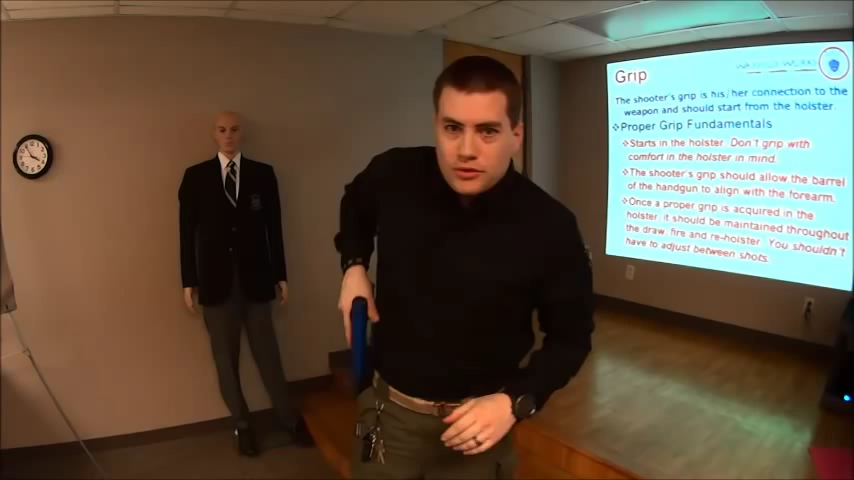 Grip
The shooter's grip is his/her connection to the
weapon and should start from the holster.
❖Proper Grip Fundamentals
❖Starts in the holster. Don't grip with
comfort in the holster in mind.
❖The shooter's grip should allow the barrel
of the handgun to align with the forearm.
❖Once a proper grip is acquired in the
holster, it should be maintained throughout
the draw, fire and re-holster. You shouldn't
have to adjust between shots.